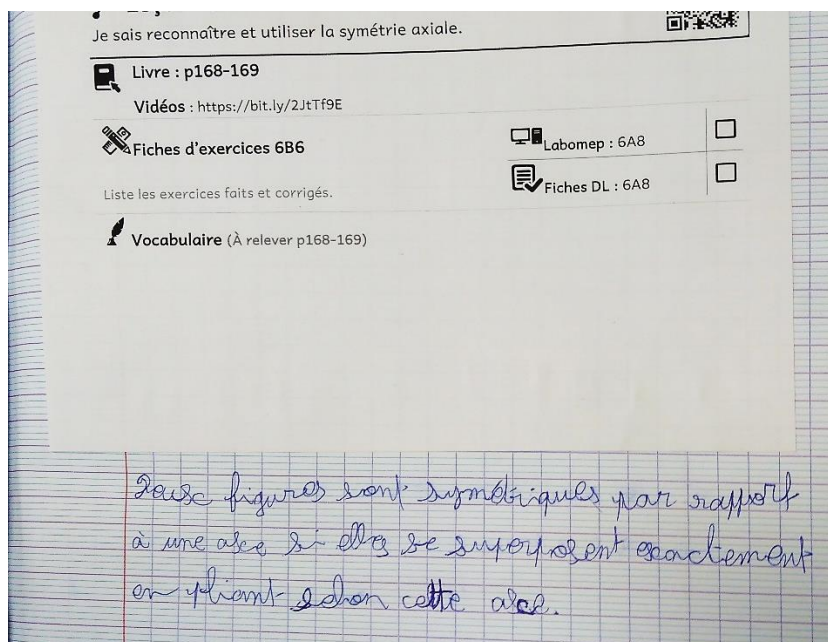 Je sais reconnaître et utiliser la symétrie axiale.
Livre : p168-169
Vidéos : https://bit.ly/2JtTf9E
Fiches d'exercices 6B6
Labomep : 6A8
Liste les exercices faits et corrigés.
Fiches DL : 6A8
Vocabulaire (À relever p168-169)
Deux figures sont symétriques par rapport
à une axe si elles se superposent exactement
en pliant selon cette axe.